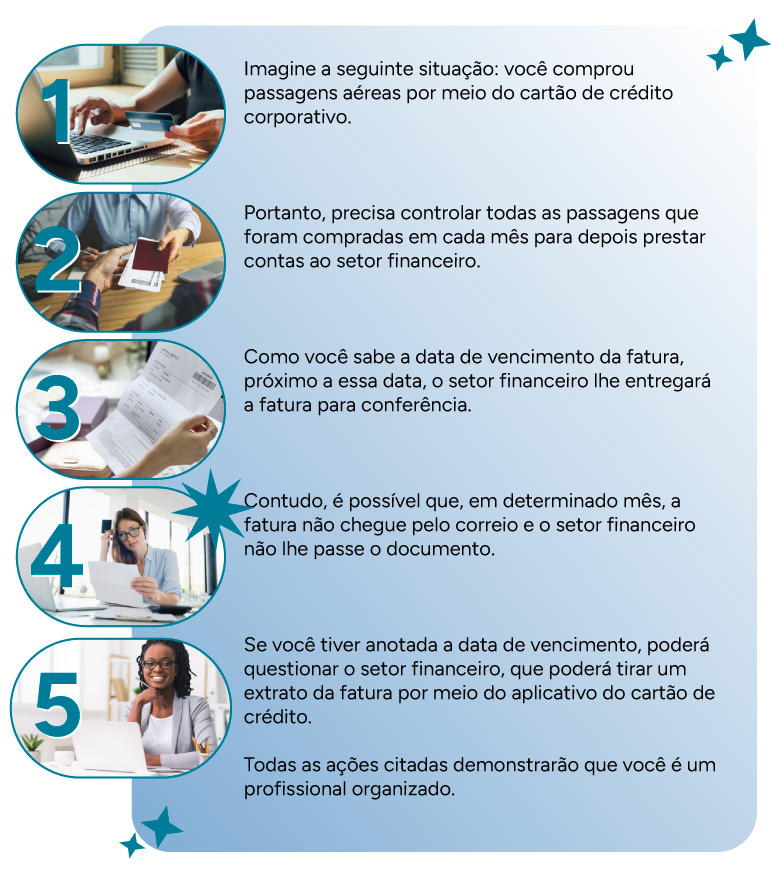 1
Imagine a seguinte situação: você comprou
passagens aéreas por meio do cartão de crédito
corporativo.
2
Portanto, precisa controlar todas as passagens que
foram compradas em cada mês para depois prestar
contas ao setor financeiro.
3
Como você sabe a data de vencimento da fatura,
próximo a essa data, o setor financeiro lhe entregará
a fatura para conferência.
4
Contudo, é possível que, em determinado mês, a
fatura não chegue pelo correio e o setor financeiro
não lhe passe o documento.
5
Se você tiver anotada a data de vencimento, poderá
questionar o setor financeiro, que poderá tirar um
extrato da fatura por meio do aplicativo do cartão de
crédito.
Todas as ações citadas demonstrarão que você é um
profissional organizado.